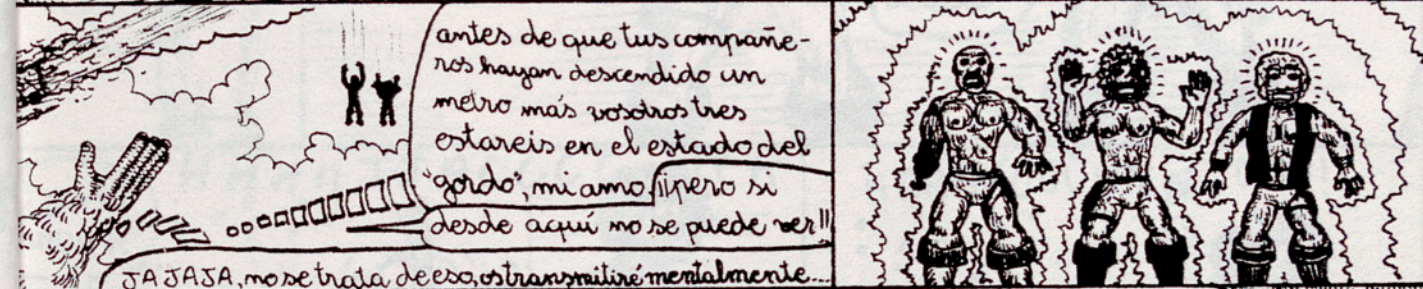 antes de que tus compañe-
ros hayan descendido un
metro más vosotros tres
estareis en el estado del
"gordo", mi amo ¡¡pero si
desde aquí no se puede ver!!
JAJAJA, no se trata de eso, os transmitiré mentalmente...